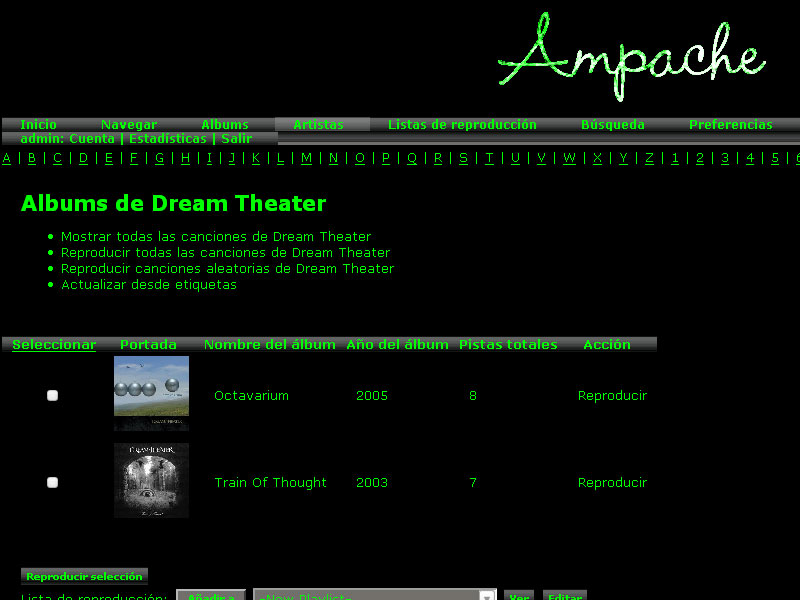 Ampache
Inicio Navegar Albums Artistas Listas de reproducción Búsqueda Preferencias
admin: Cuenta | Estadisticas | Salir
A | B | C | D | E | F | G | H | I | J | K | L | M | N | O | P | Q | R | S | T | U | V | W | X | Y | Z | 1 | 2 | 3 | 4 | 5 | 6
Albums de Dream Theater
• Mostrar todas las canciones de Dream Theater
• Reproducir todas las canciones de Dream Theater
• Reproducir canciones aleatorias de Dream Theater
• Actualizar desde etiquetas
Seleccionar Portada Nombre del álbum Año del álbum Pistas totales Acción
Octavarium 2005 8 Reproducir
DREAM THEATER
Train Of Thought 2003 7 Reproducir
Reproducir selección
Lista de reproducción: Añadir a -New Playlist- Ver Editar